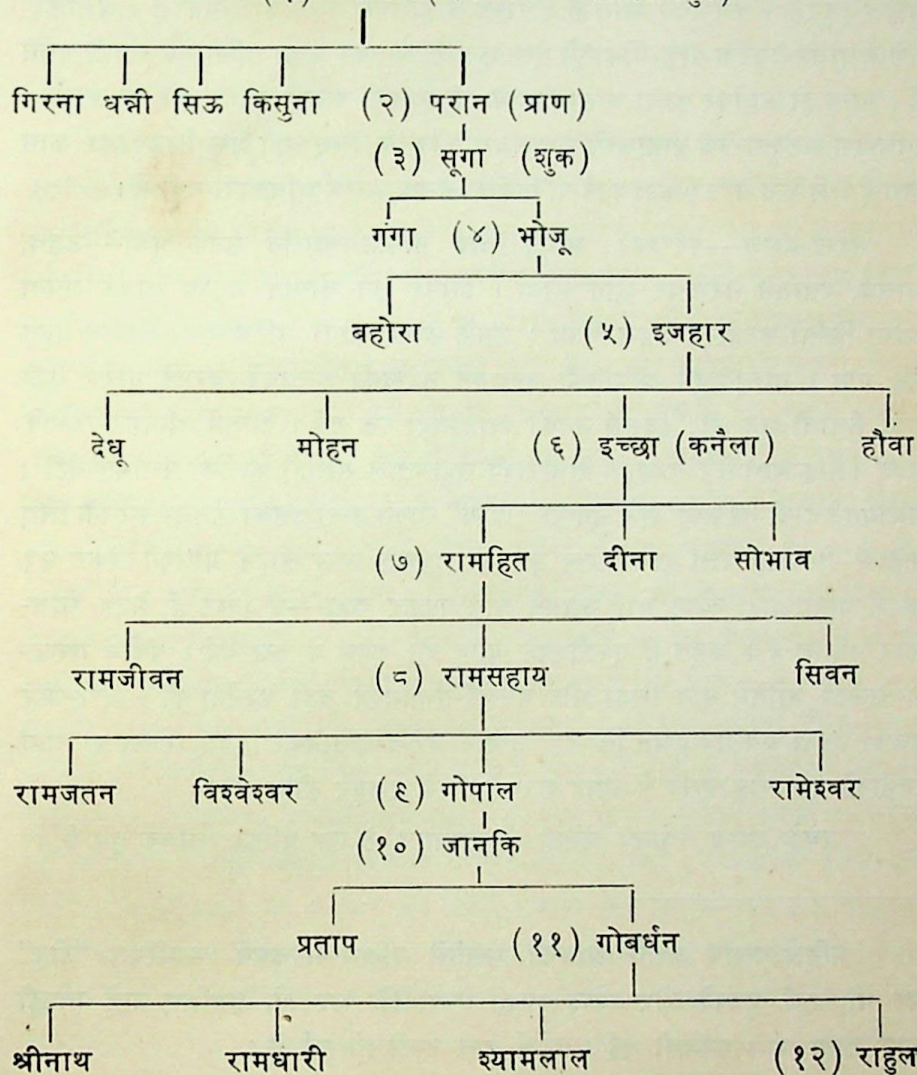 गिरना धन्नी सिऊ किसुना (२) परान (प्राण)
(३) सूगा (शुक)
गंगा (४) भोजू
बहोरा (५) इजहार
देधू मोहन (६) इच्छा (कनैला) हौवा
(७) रामहित दीना सोभाव
रामजीवन (८) रामसहाय सिवन
रामजतन विश्वेश्वर (९) गोपाल रामेश्वर
(१०) जानकि
प्रताप (११) गोबर्धन
श्रीनाथ रामधारी श्यामलाल (१२) राहुल